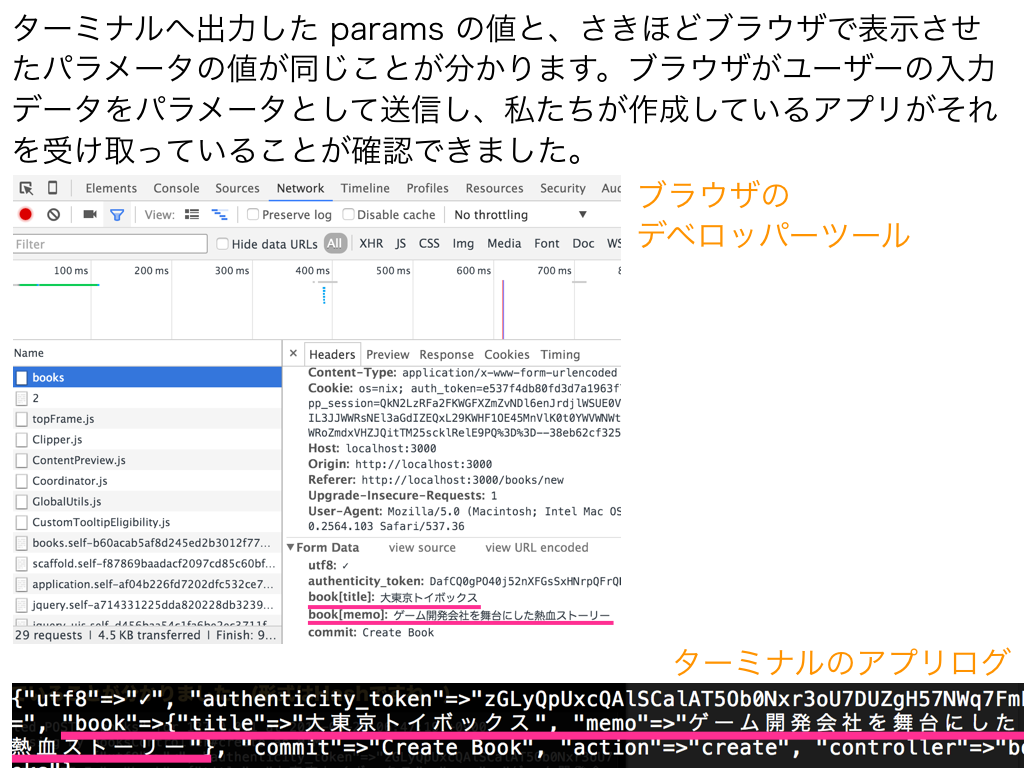 ターミナルへ出力した params の値と、さきほどブラウザで表示させ
たパラメータの値が同じことが分かります。ブラウザがユーザーの入力
データをパラメータとして送信し、私たちが作成しているアプリがそれ
を受け取っていることが確認できました。
ブラウザの
デベロッパーツール
Elements Console Sources Network Timeline Profiles Resources Security Auc
View: Preserve log Disable cache No throttling ▼
Filter Hide data URLs All XHR JS CSS Img Media Font Doc WS
100 ms 200 ms 300 ms 400 ms 500 ms 600 ms 700 ms 8
Name
books
2
topFrame.js
Clipper.js
ContentPreview.js
Coordinator.js
GlobalUtils.js
CustomTooltipEligibility.js
books.self-b60acab5af8d245ed2b3012f77...
scaffold.self-f87869baadacf2097cd85c60bf...
application.self-af04b226fd7202dfc532ce7...
jquery.self-a714331225dda820228db3239...
29 requests | 4.5 KB transferred | Finish: 9...
× Headers Preview Response Cookies Timing
Content-Type: application/x-www-form-urlencoded
Cookie: os=nix; auth_token=e537f4db80fd3d7a1963f
pp_session=QkN2LzRFa2FKWGFXZmZvNDl6enJrdjlWSUE0V
IL3JJWWRsNEl3aGdIZEQxL29KWHF1OE45MnVlK0t0YWVWNWt
WRoZmdxVHZJQitTM25scklRelE9PQ%3D%3D--38eb62cf325
Host: localhost:3000
Origin: http://localhost:3000
Referer: http://localhost:3000/books/new
Upgrade-Insecure-Requests: 1
User-Agent: Mozilla/5.0 (Macintosh; Intel Mac OS
0.2564.103 Safari/537.36
▼Form Data view source view URL encoded
utf8: ✓
authenticity_token: DafCQ0gPO40j52nXFGsSxHNrpQFrQH
book[title]: 大東京トイボックス
book[memo]: ゲーム開発会社を舞台にした熱血ストーリー
commit: Create Book
ターミナルのアプリログ
{"utf8"=>"✓", "authenticity_token"=>"zGLyQpUxcQAlSCalAT5Ob0Nxr3oU7DUZgH57NWq7Fm
=", "book"=>{"title"=>"大東京トイボックス", "memo"=>"ゲーム開発会社を舞台にした
熱血ストーリー"}, "commit"=>"Create Book", "action"=>"create", "controller"=>"bo